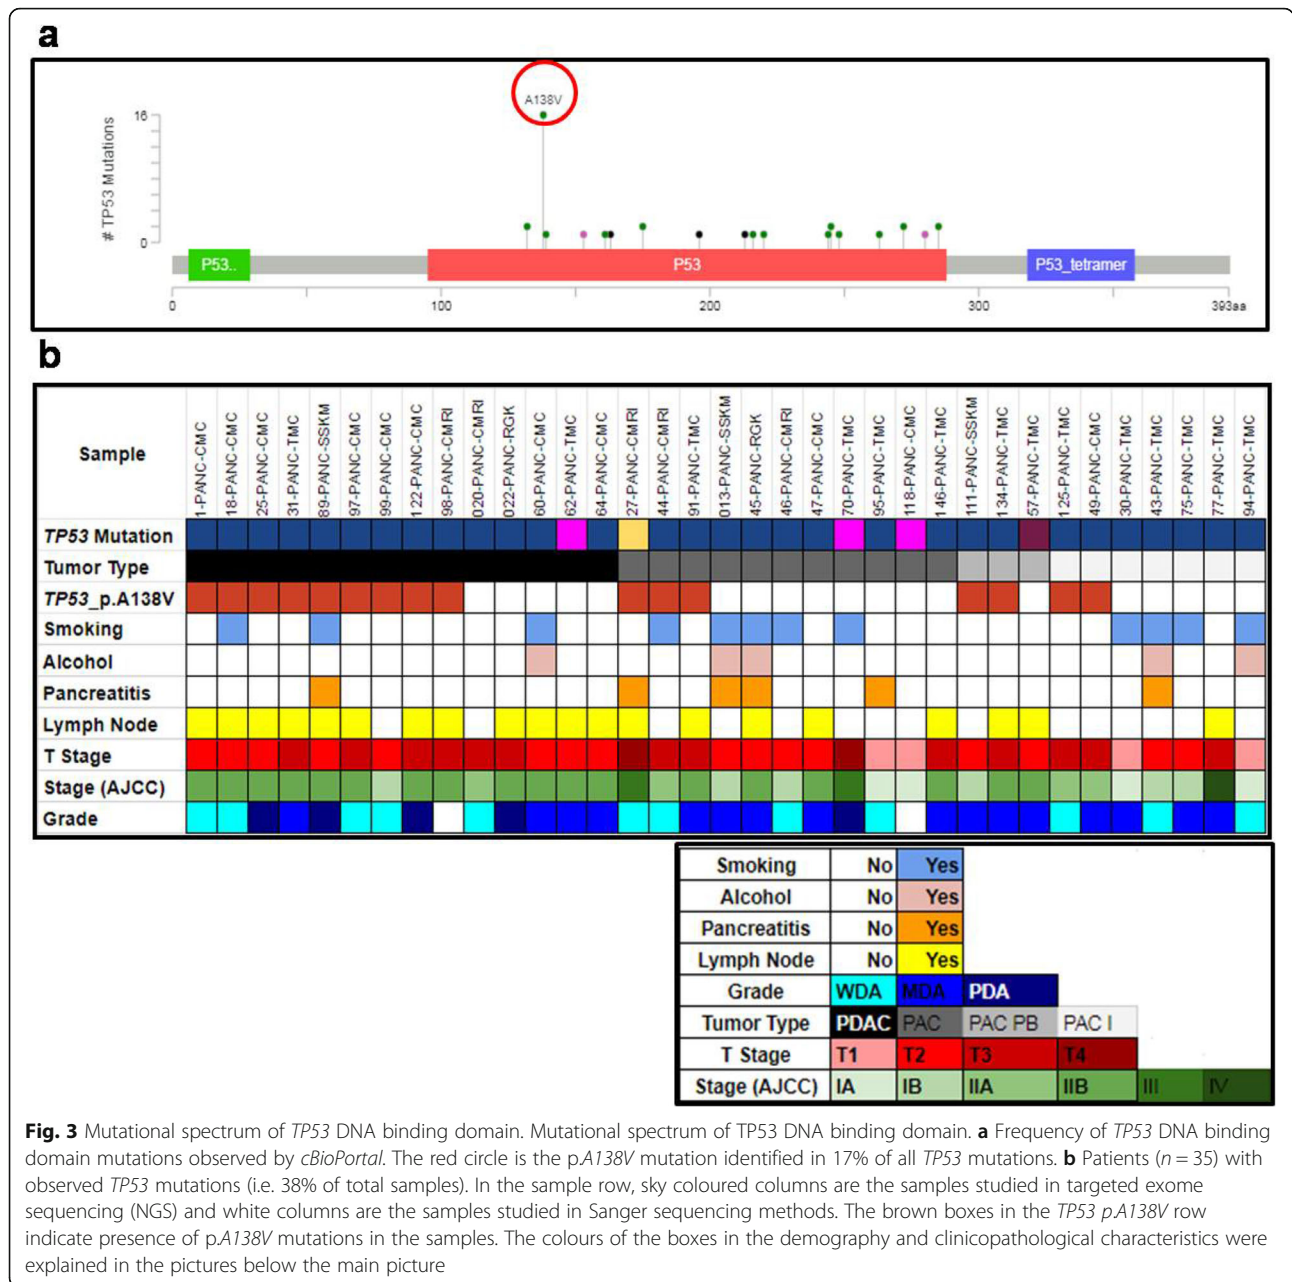 a
A138V
16
0
# TP53 Mutations
P53..
P53
P53_tetramer
0
100
200
300
393aa
b
Sample
1-PANC-CMC
18-PANC-CMC
25-PANC-CMC
31-PANC-TMC
89-PANC-SSKM
97-PANC-CMC
99-PANC-CMC
122-PANC-CMC
98-PANC-CMRI
020-PANC-CMRI
022-PANC-RGK
60-PANC-CMC
62-PANC-TMC
64-PANC-CMC
27-PANC-CMRI
44-PANC-CMRI
91-PANC-TMC
013-PANC-SSKM
45-PANC-RGK
46-PANC-CMRI
47-PANC-CMC
70-PANC-TMC
95-PANC-TMC
118-PANC-CMC
146-PANC-TMC
111-PANC-SSKM
134-PANC-TMC
57-PANC-TMC
125-PANC-TMC
49-PANC-CMC
30-PANC-TMC
43-PANC-TMC
75-PANC-TMC
77-PANC-TMC
94-PANC-TMC
TP53 Mutation
Tumor Type
TP53_p.A138V
Smoking
Alcohol
Pancreatitis
Lymph Node
T Stage
Stage (AJCC)
Grade
Smoking No Yes
Alcohol No Yes
Pancreatitis No Yes
Lymph Node No Yes
Grade WDA MDA PDA
Tumor Type PDAC PAC PAC PB PAC I
T Stage T1 T2 T3 T4
Stage (AJCC) IA IB IIA IIB III IV
Fig. 3 Mutational spectrum of TP53 DNA binding domain. Mutational spectrum of TP53 DNA binding domain. a Frequency of TP53 DNA binding
domain mutations observed by cBioPortal. The red circle is the p.A138V mutation identified in 17% of all TP53 mutations. b Patients (n = 35) with
observed TP53 mutations (i.e. 38% of total samples). In the sample row, sky coloured columns are the samples studied in targeted exome
sequencing (NGS) and white columns are the samples studied in Sanger sequencing methods. The brown boxes in the TP53 p.A138V row
indicate presence of p.A138V mutations in the samples. The colours of the boxes in the demography and clinicopathological characteristics were
explained in the pictures below the main picture